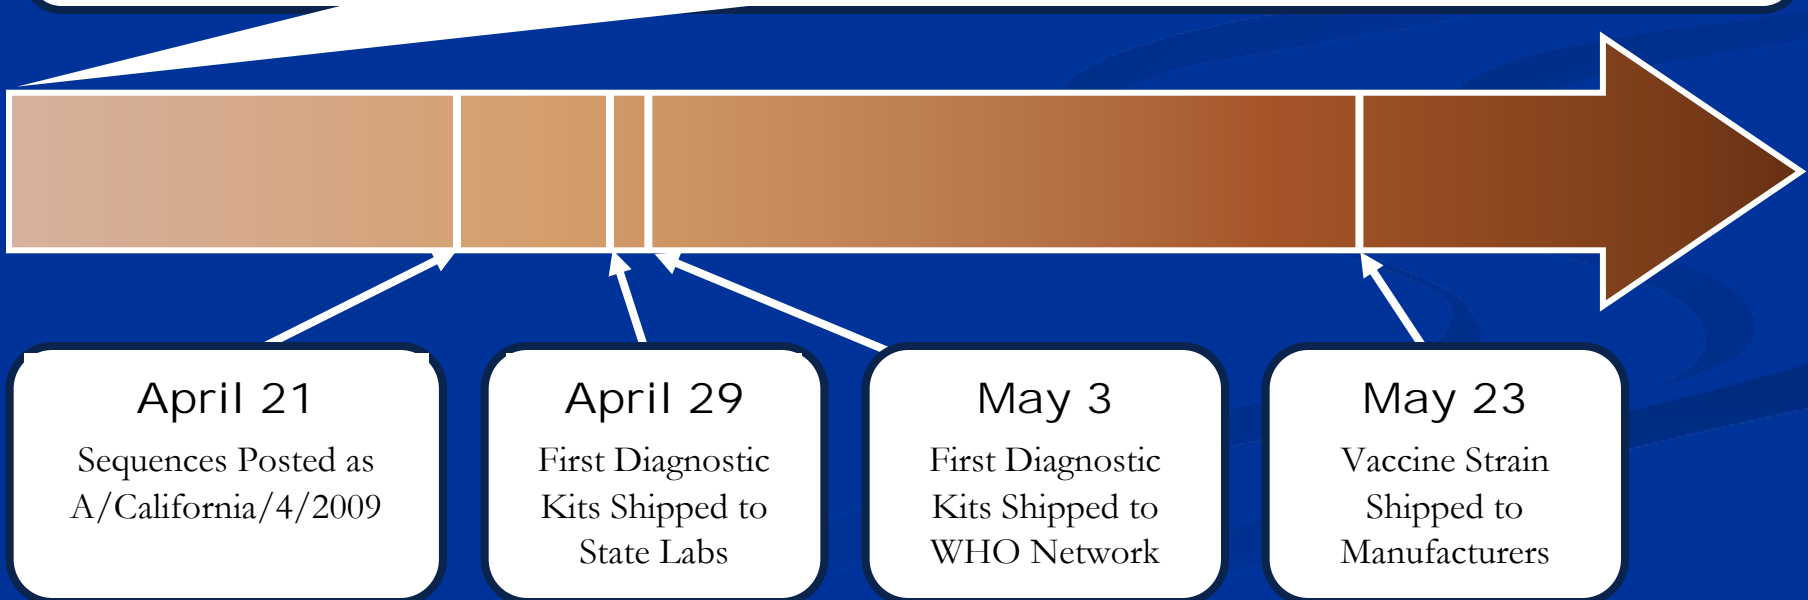 April 21
Sequences Posted as
A/California/4/2009
April 29
First Diagnostic
Kits Shipped to
State Labs
May 3
First Diagnostic
Kits Shipped to
WHO Network
May 23
Vaccine Strain
Shipped to
Manufacturers